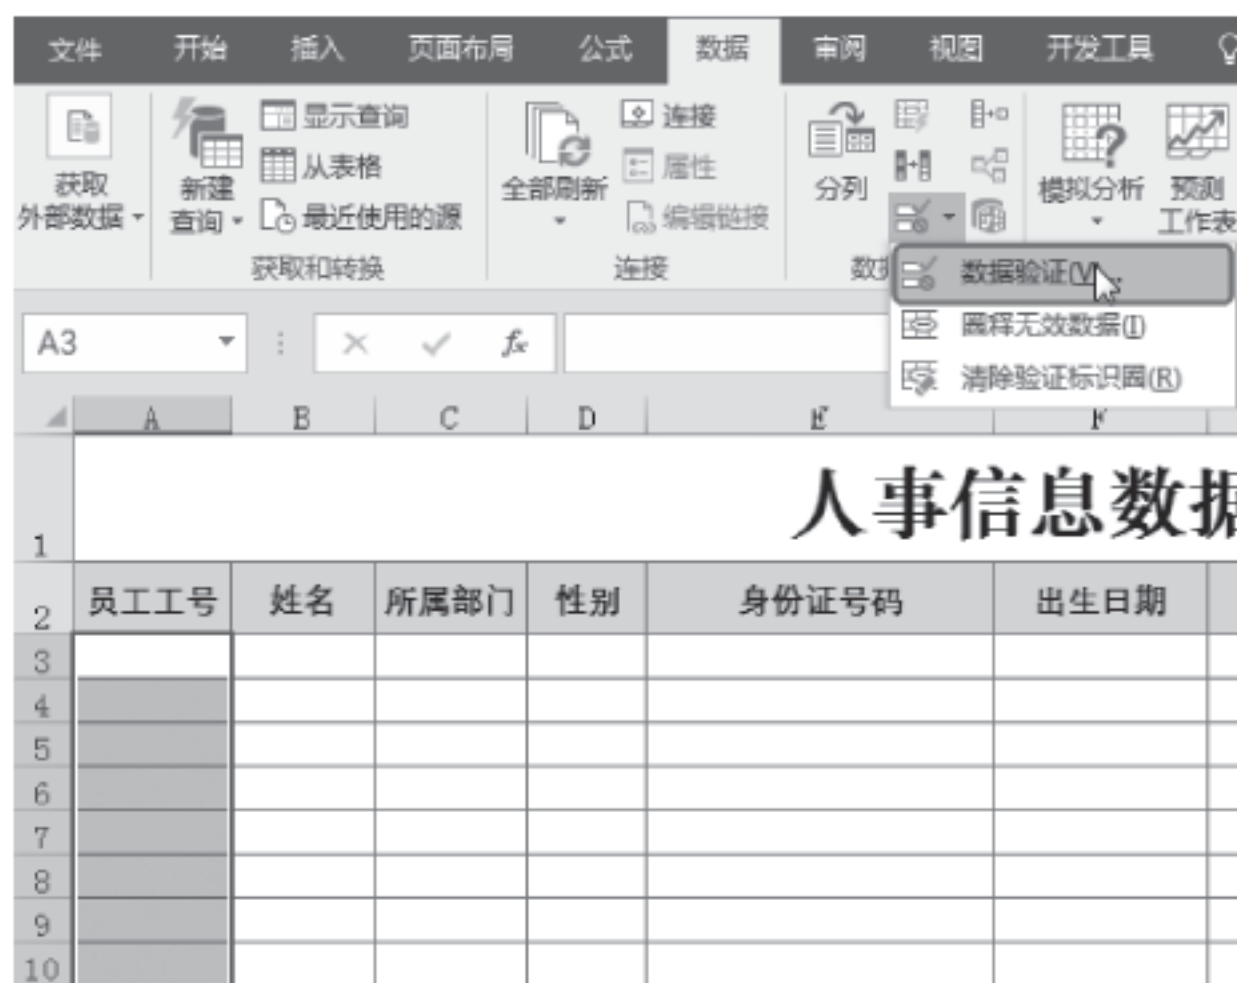 文件 开始 插入 页面布局 公式 数据 审阅 视图 开发工具
获取
外部数据
新建
查询
显示查询
从表格
最近使用的源
获取和转换
全部刷新
连接
属性
编辑链接
连接
分列
数据
模拟分析
预测
工作表
数据验证(V)...
圈释无效数据(I)
清除验证标识圈(R)
A3
fx
A B C D E F
1 人事信息数据
2 员工工号 姓名 所属部门 性别 身份证号码 出生日期
3
4
5
6
7
8
9
10